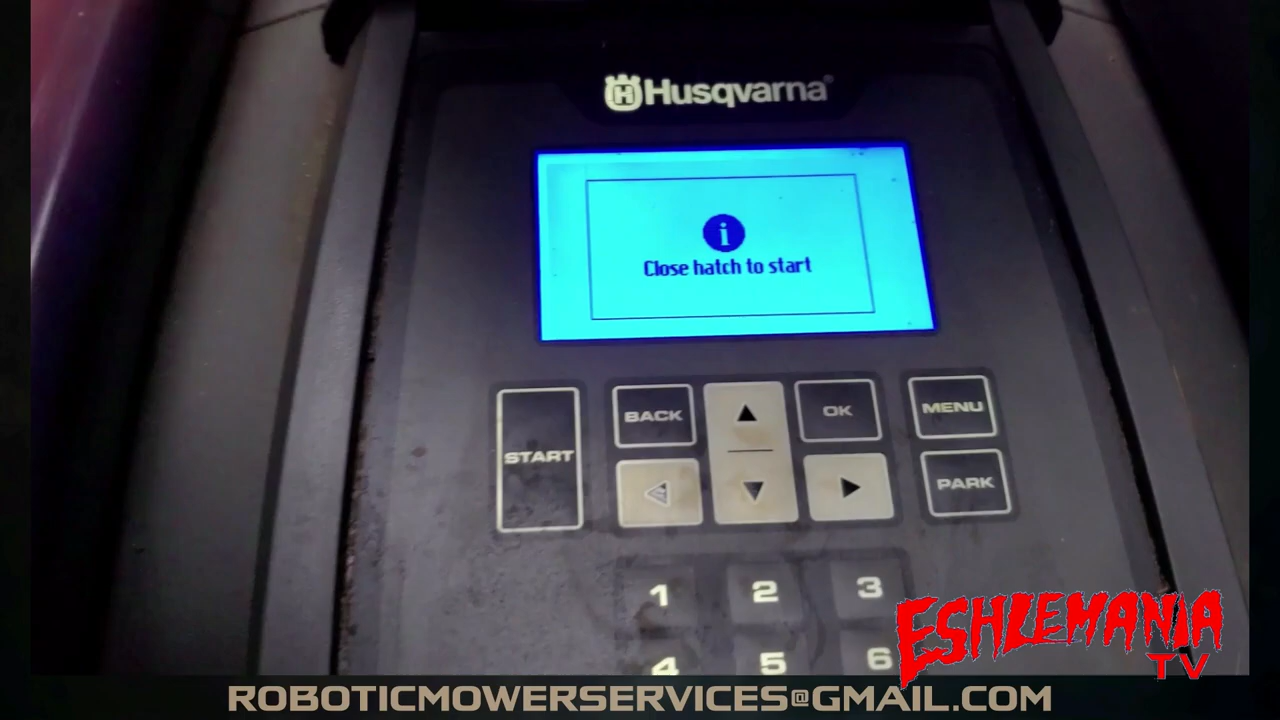 Husqvarna
i
Close hatch to start
START
BACK
OK
MENU
PARK
1 2 3
4 5 6
ESHLEMANIA
TV
ROBOTICMOWERSERVICES@GMAIL.COM